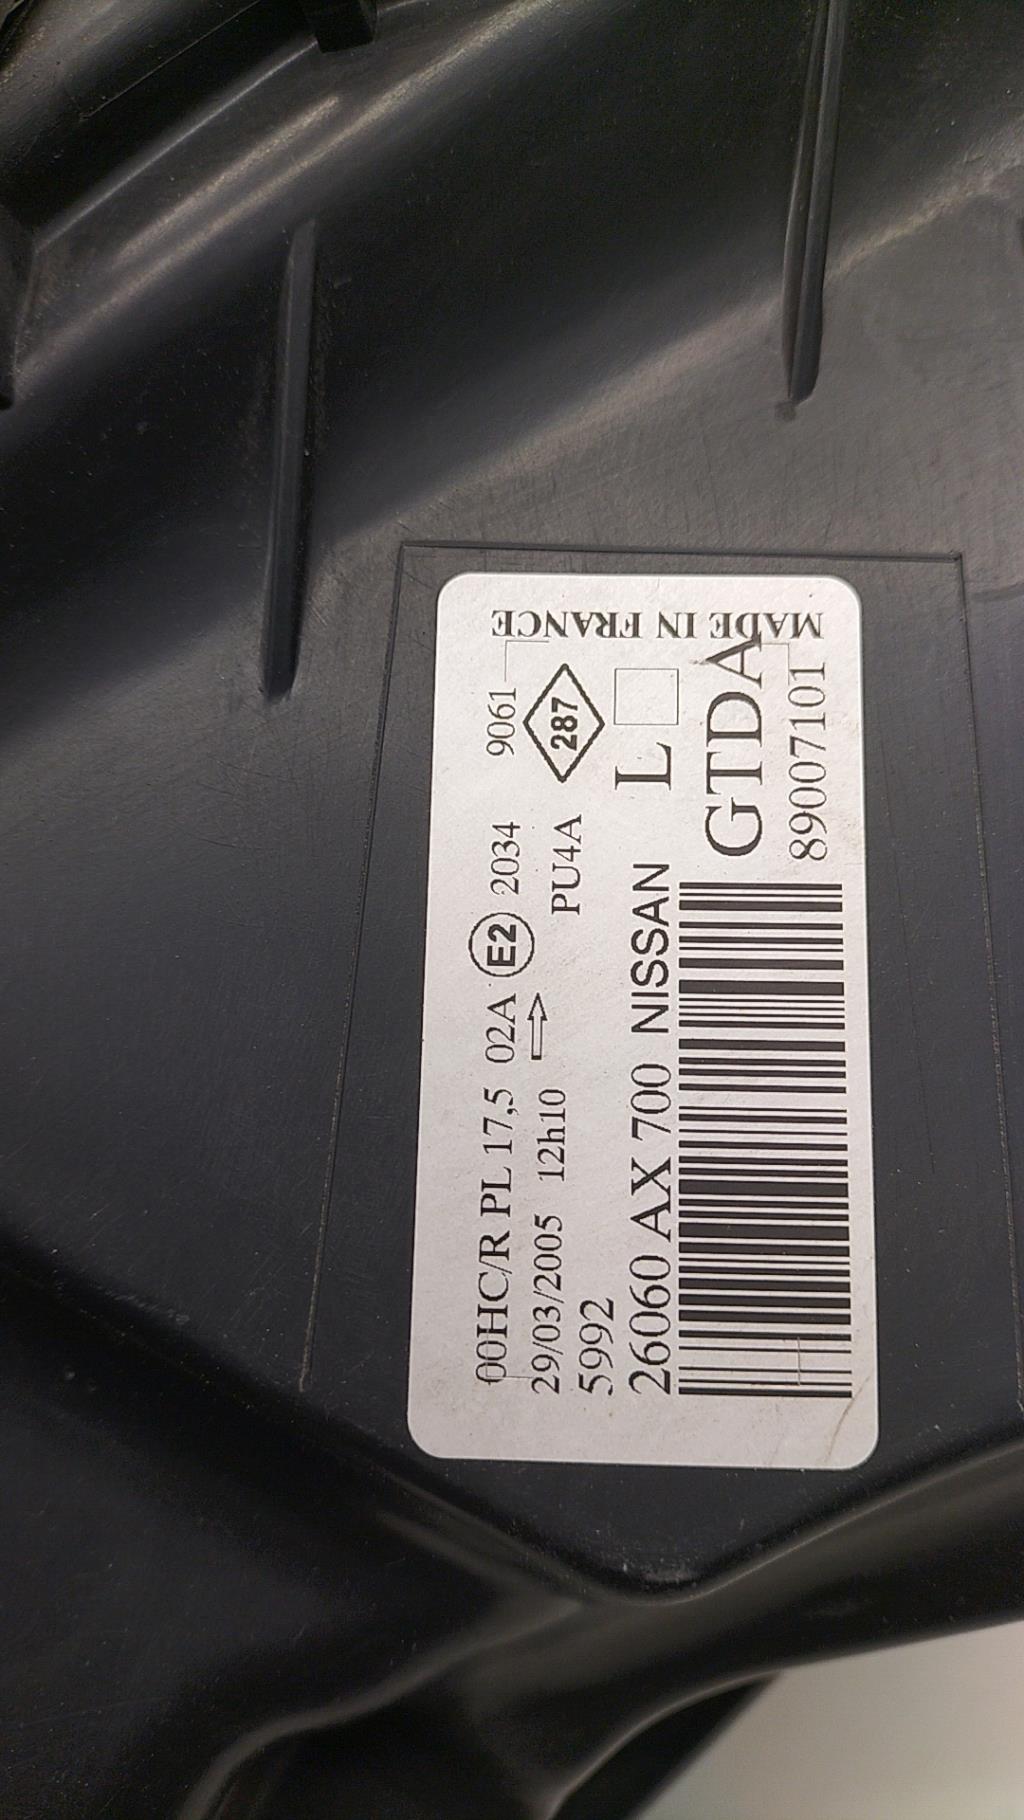 00HC/R PL 17,5 02A E2 2034 9061
29/03/2005 12h10 PU4A 287
5992
26060 AX 700 NISSAN L
GTDA
89007101
MADE IN FRANCE